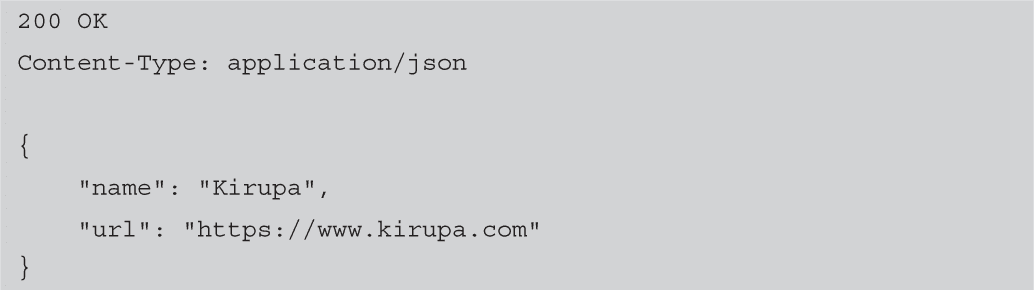 200 OK
Content-Type: application/json

{
    "name": "Kirupa",
    "url": "https://www.kirupa.com"
}